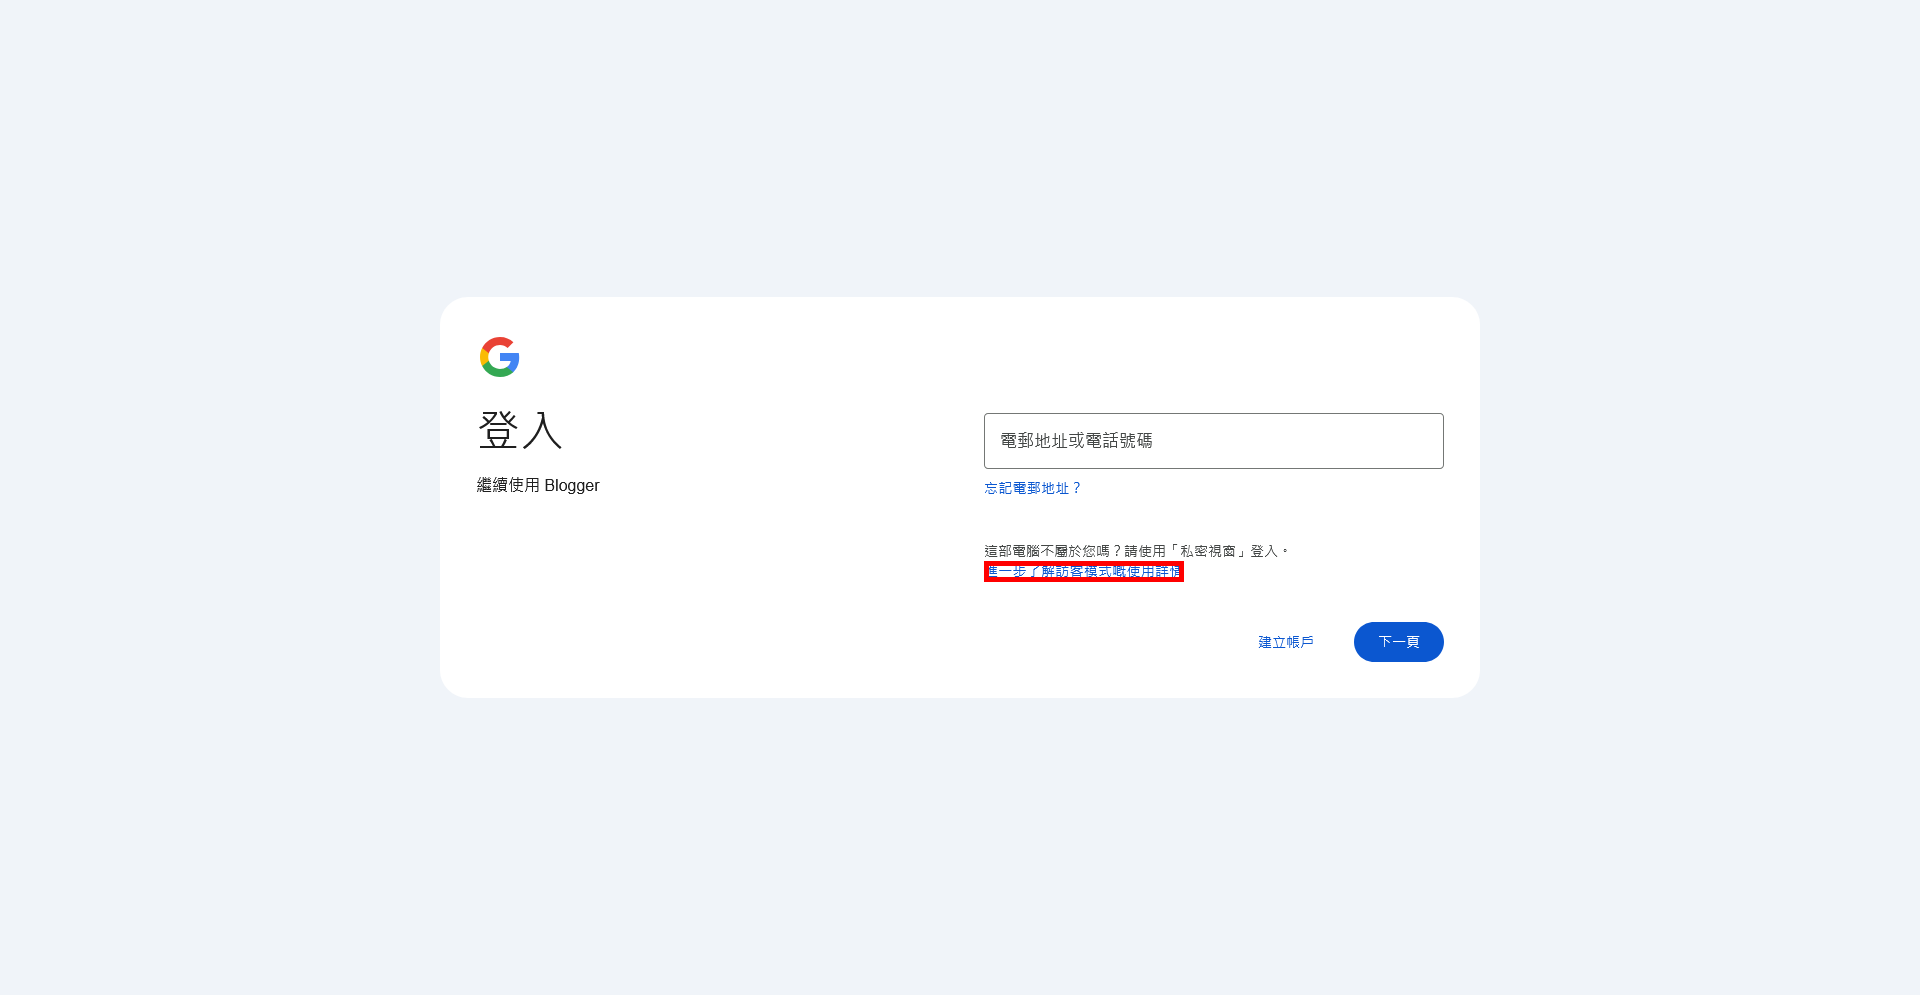 登入
繼續使用 Blogger
電郵地址或電話號碼
忘記電郵地址？
這部電腦不屬於您嗎？請使用「私密視窗」登入。
進一步了解訪客模式嘅使用詳情
建立帳戶
下一頁